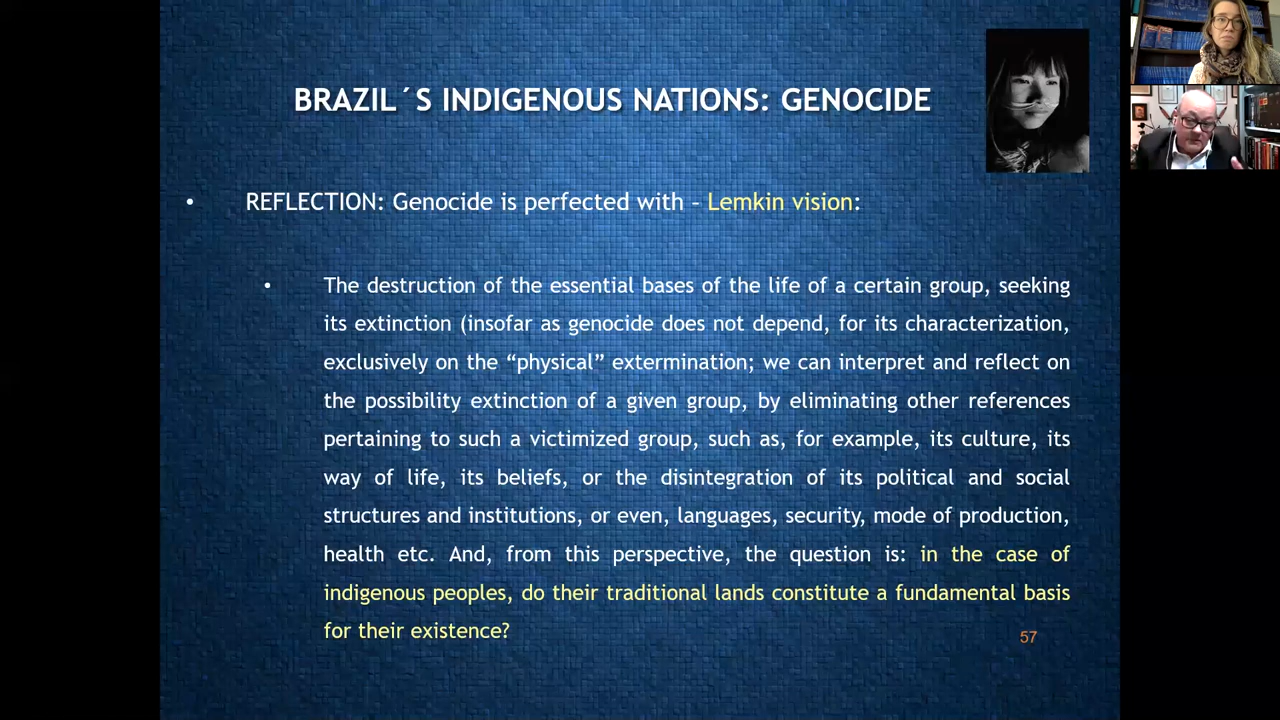 BRAZIL´S INDIGENOUS NATIONS: GENOCIDE
• REFLECTION: Genocide is perfected with – Lemkin vision:
• The destruction of the essential bases of the life of a certain group, seeking
its extinction (insofar as genocide does not depend, for its characterization,
exclusively on the “physical” extermination; we can interpret and reflect on
the possibility extinction of a given group, by eliminating other references
pertaining to such a victimized group, such as, for example, its culture, its
way of life, its beliefs, or the disintegration of its political and social
structures and institutions, or even, languages, security, mode of production,
health etc. And, from this perspective, the question is: in the case of
indigenous peoples, do their traditional lands constitute a fundamental basis
for their existence?
57